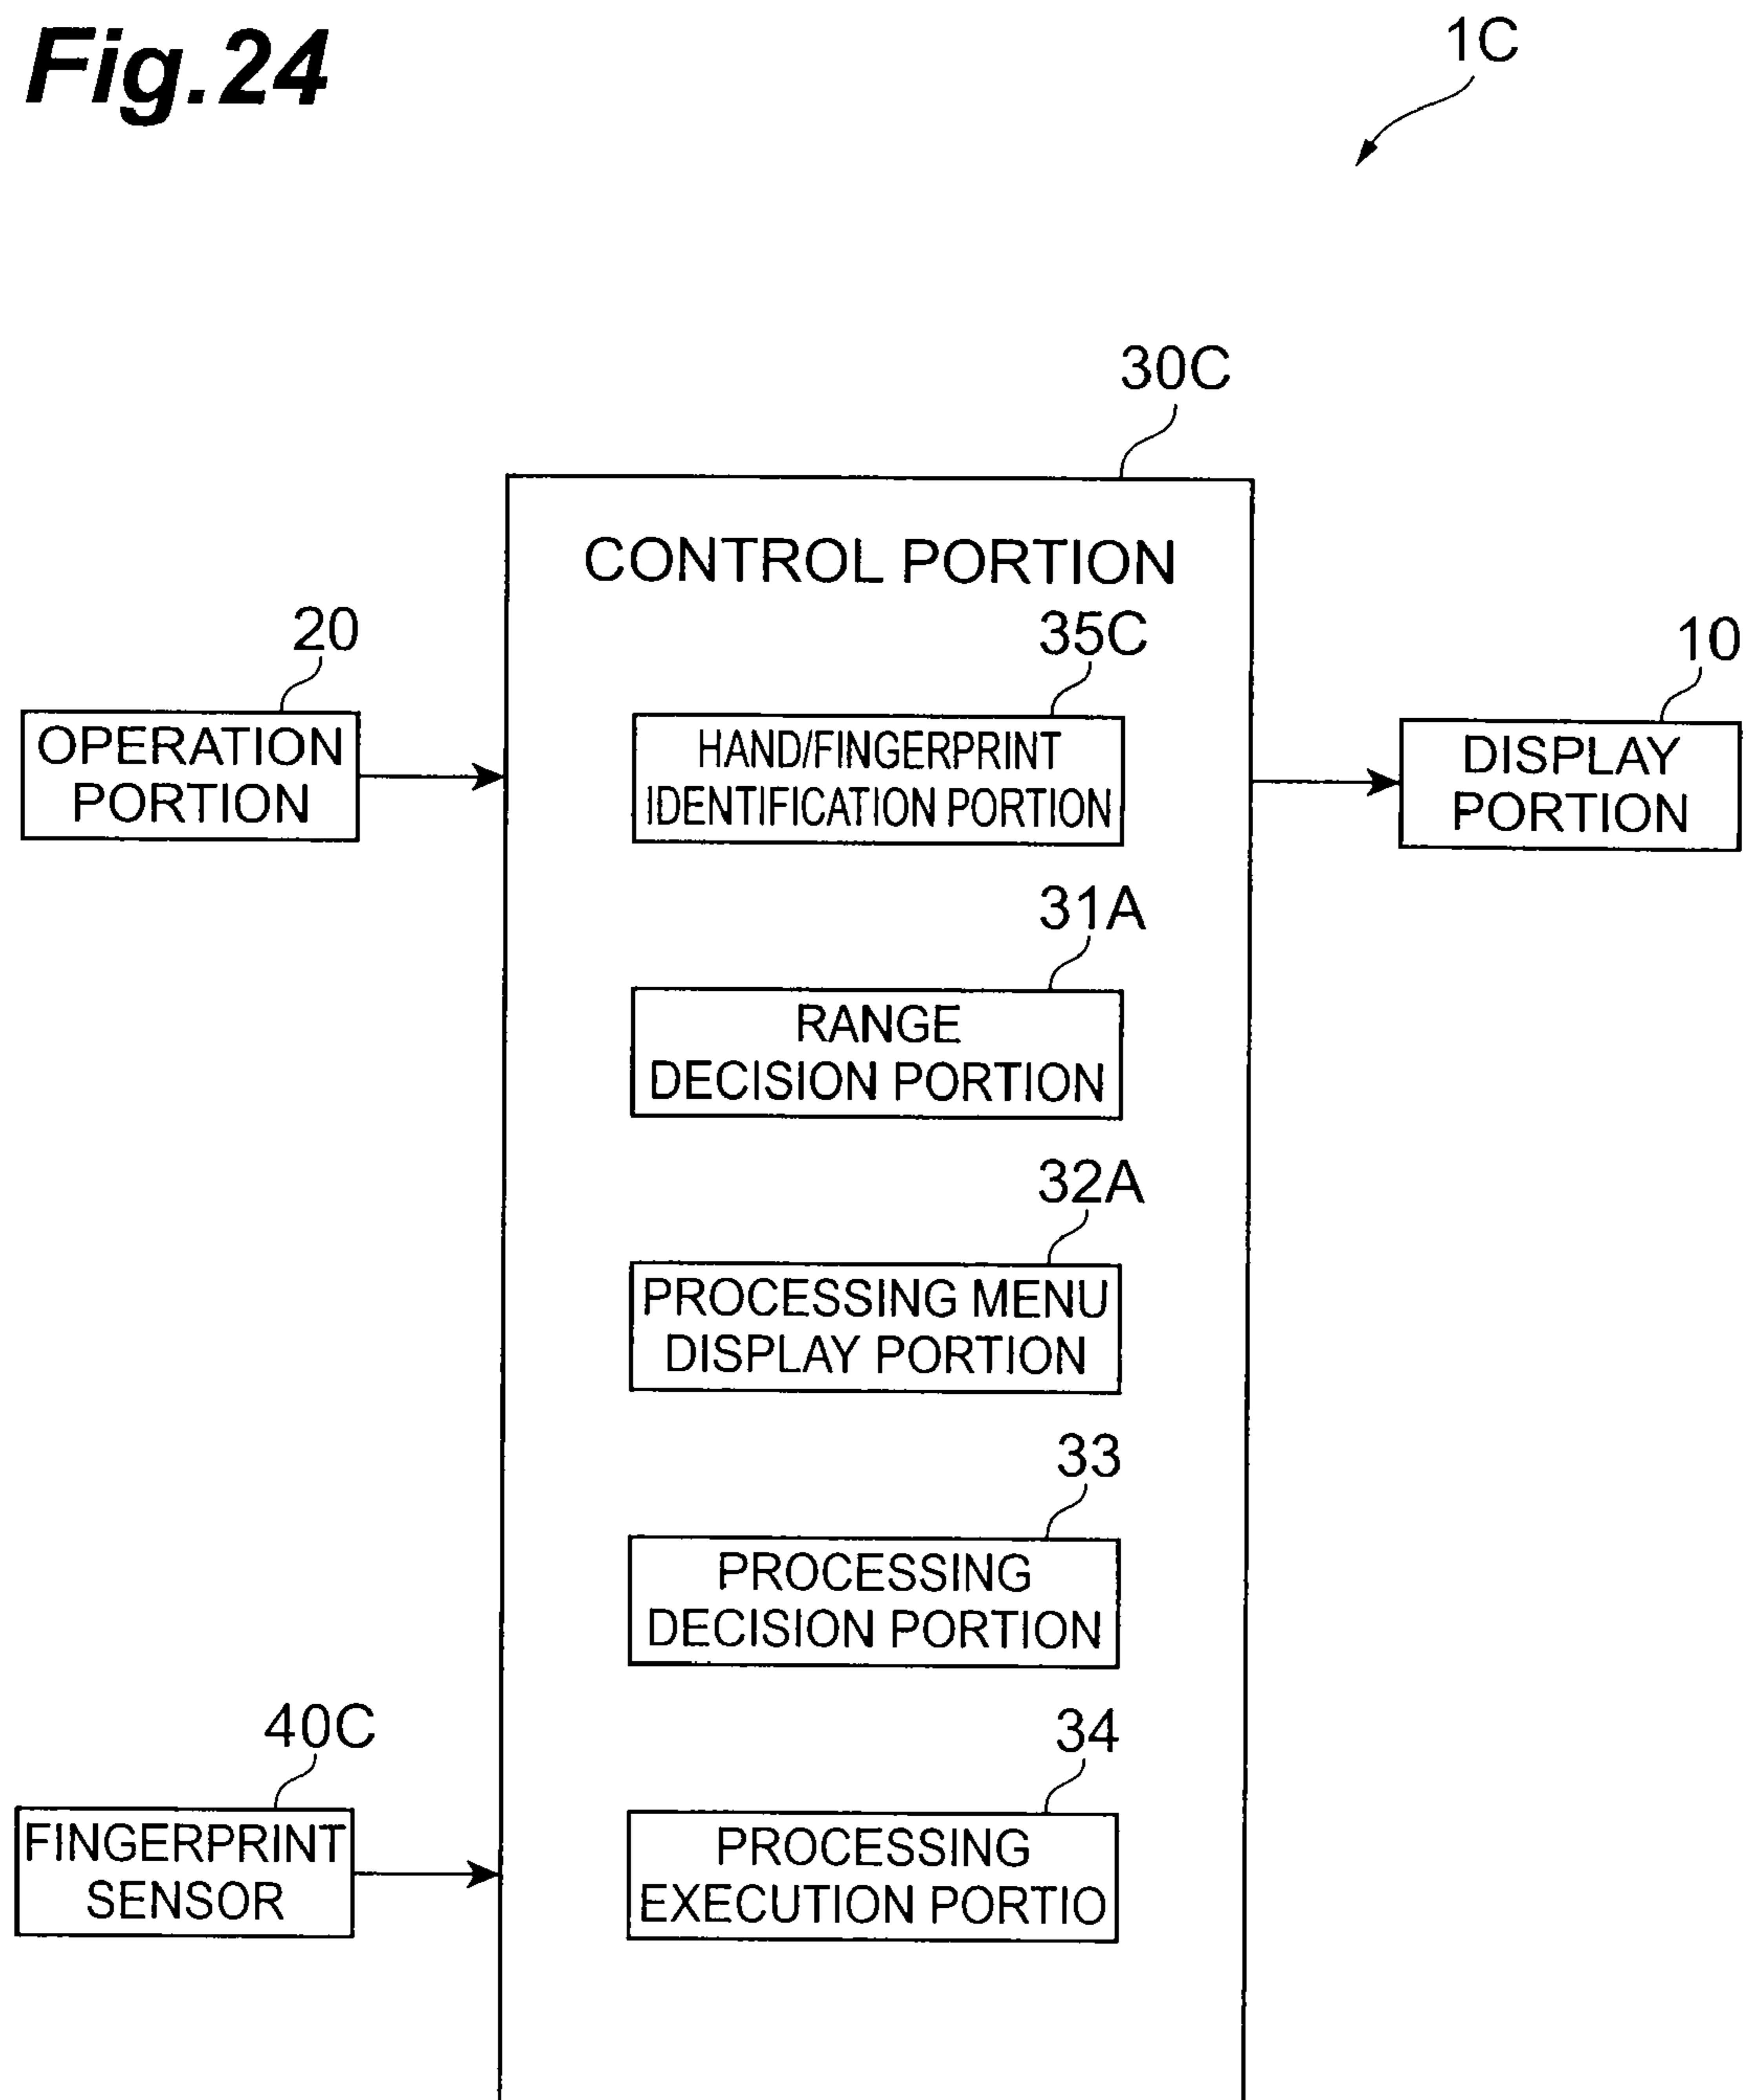 Fig.24
1C
30C
CONTROL PORTION
20
OPERATION
PORTION
35C
HAND/FINGERPRINT
IDENTIFICATION PORTION
10
DISPLAY
PORTION
31A
RANGE
DECISION PORTION
32A
PROCESSING MENU
DISPLAY PORTION
33
PROCESSING
DECISION PORTION
40C
FINGERPRINT
SENSOR
34
PROCESSING
EXECUTION PORTIO